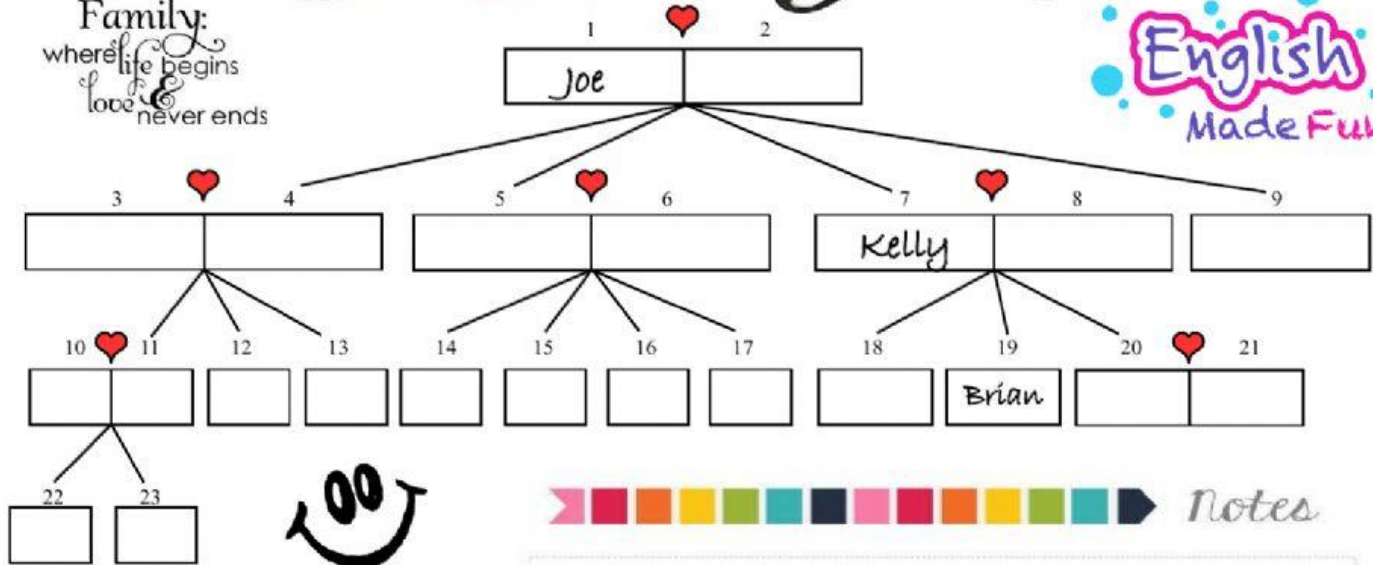 Family:
where life begins
love &
never ends
English
Made Fu
1 2
Joe
3 4 5 6 7 8 9
Kelly
10 11 12 13 14 15 16 17 18 19 20 21
Brian
22 23
Notes